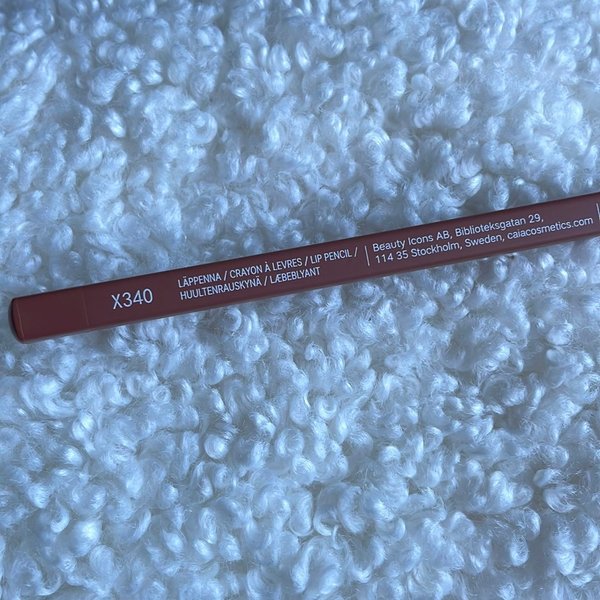 X340
LÄPPENNA / CRAYON À LEVRES / LIP PENCIL /
HUULTENRAUSKYNÄ / LÆBEBLYANT
Beauty Icons AB, Biblioteksgatan 29,
114 35 Stockholm, Sweden, caiacosmetics.com